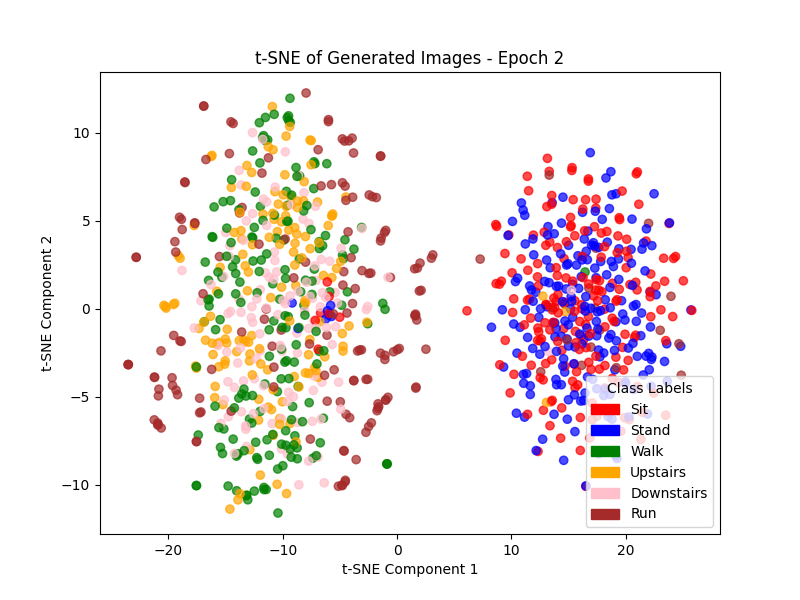 t-SNE of Generated Images - Epoch 2
10
5
0
−5
−10
t-SNE Component 2
−20
−10
0
10
20
t-SNE Component 1
Class Labels
Sit
Stand
Walk
Upstairs
Downstairs
Run